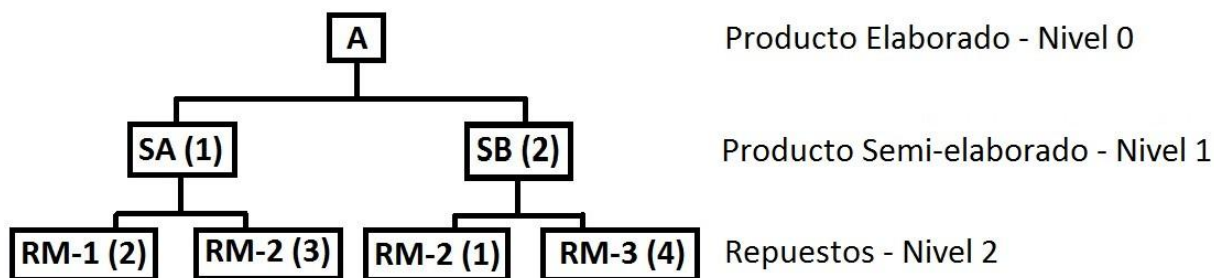 A
Producto Elaborado - Nivel 0
SA (1)
SB (2)
Producto Semi-elaborado - Nivel 1
RM-1 (2)
RM-2 (3)
RM-2 (1)
RM-3 (4)
Repuestos - Nivel 2